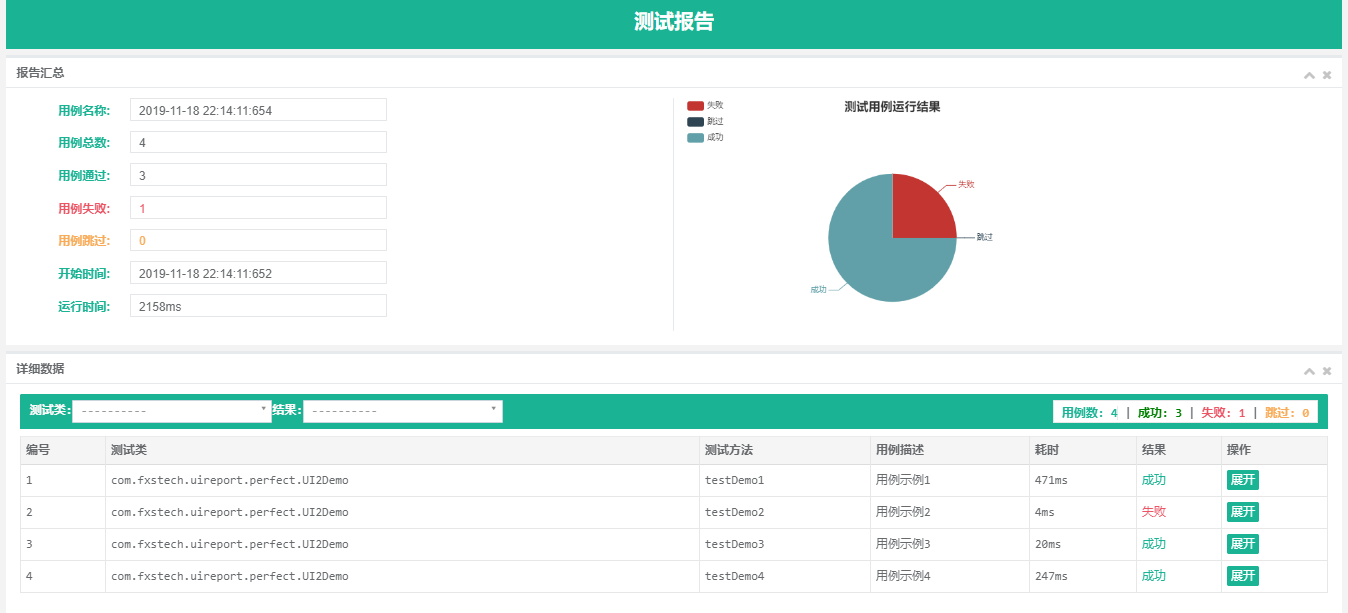 测试报告
报告汇总
用例名称: 2019-11-18 22:14:11:654
用例总数: 4
用例通过: 3
用例失败: 1
用例跳过: 0
开始时间: 2019-11-18 22:14:11:652
运行时间: 2158ms
失败
跳过
成功
测试用例运行结果
失败
跳过
成功
详细数据
测试类: ---------- 结果: ---------- 用例数: 4 | 成功: 3 | 失败: 1 | 跳过: 0
编号 测试类 测试方法 用例描述 耗时 结果 操作
1 com.fxstech.uireport.perfect.UI2Demo testDemo1 用例示例1 471ms 成功 展开
2 com.fxstech.uireport.perfect.UI2Demo testDemo2 用例示例2 4ms 失败 展开
3 com.fxstech.uireport.perfect.UI2Demo testDemo3 用例示例3 20ms 成功 展开
4 com.fxstech.uireport.perfect.UI2Demo testDemo4 用例示例4 247ms 成功 展开